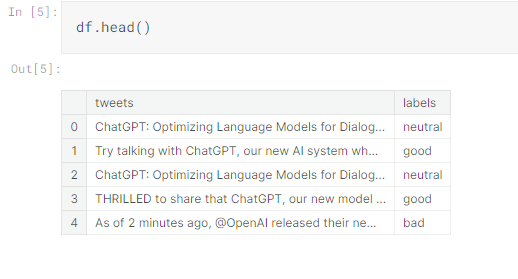 In [5]:
df.head()
Out[5]:
tweets labels
0 ChatGPT: Optimizing Language Models for Dialog... neutral
1 Try talking with ChatGPT, our new AI system wh... good
2 ChatGPT: Optimizing Language Models for Dialog... neutral
3 THRILLED to share that ChatGPT, our new model ... good
4 As of 2 minutes ago, @OpenAI released their ne... bad